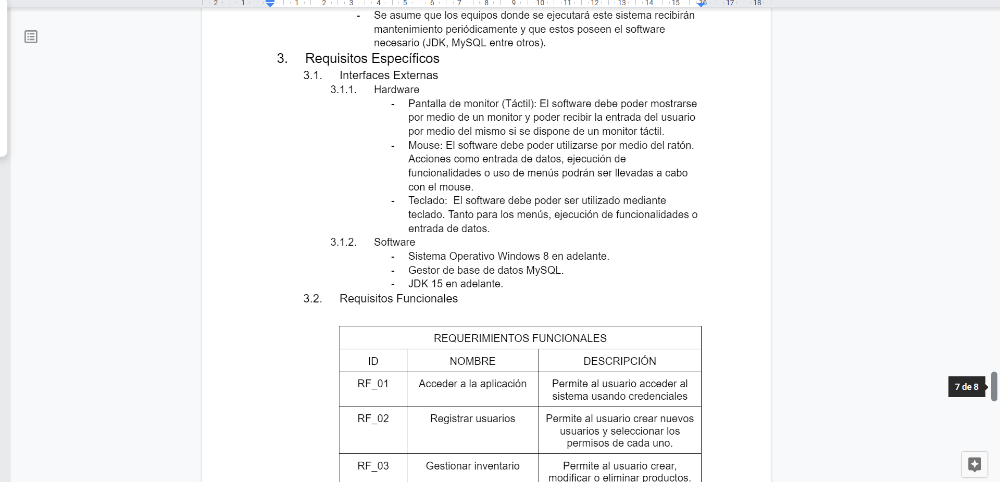 2 1 1 2 3 4 5 6 7 8 9 10 11 12 13 14 15 16 17 18
- Se asume que los equipos donde se ejecutará este sistema recibirán
mantenimiento periódicamente y que estos poseen el software
necesario (JDK, MySQL entre otros).
3. Requisitos Específicos
3.1. Interfaces Externas
3.1.1. Hardware
- Pantalla de monitor (Táctil): El software debe poder mostrarse
por medio de un monitor y poder recibir la entrada del usuario
por medio del mismo si se dispone de un monitor táctil.
- Mouse: El software debe poder utilizarse por medio del ratón.
Acciones como entrada de datos, ejecución de
funcionalidades o uso de menús podrán ser llevadas a cabo
con el mouse.
- Teclado:  El software debe poder ser utilizado mediante
teclado. Tanto para los menús, ejecución de funcionalidades o
entrada de datos.
3.1.2. Software
- Sistema Operativo Windows 8 en adelante.
- Gestor de base de datos MySQL.
- JDK 15 en adelante.
3.2. Requisitos Funcionales
REQUERIMIENTOS FUNCIONALES
ID NOMBRE DESCRIPCIÓN
RF_01 Acceder a la aplicación Permite al usuario acceder al
sistema usando credenciales
RF_02 Registrar usuarios Permite al usuario crear nuevos
usuarios y seleccionar los
permisos de cada uno.
RF_03 Gestionar inventario Permite al usuario crear,
modificar o eliminar productos.
7 de 8